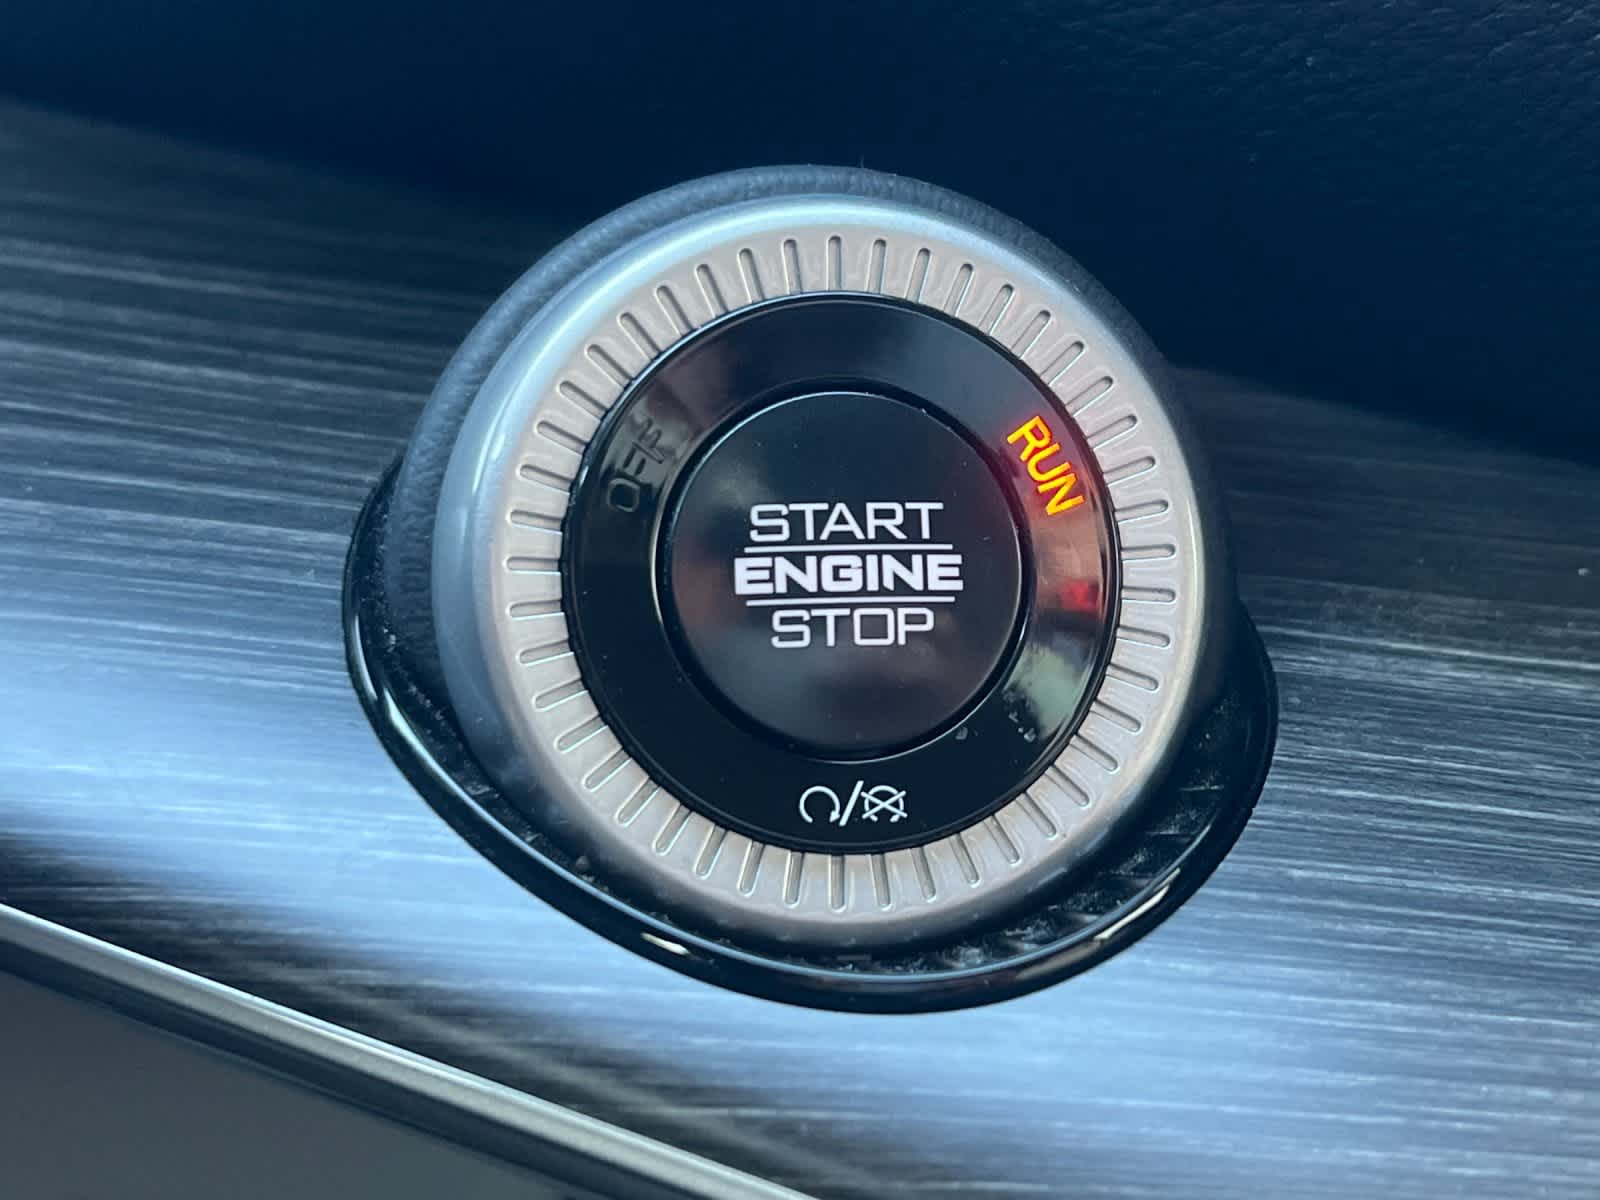 OFF
RUN
START
ENGINE
STOP
/